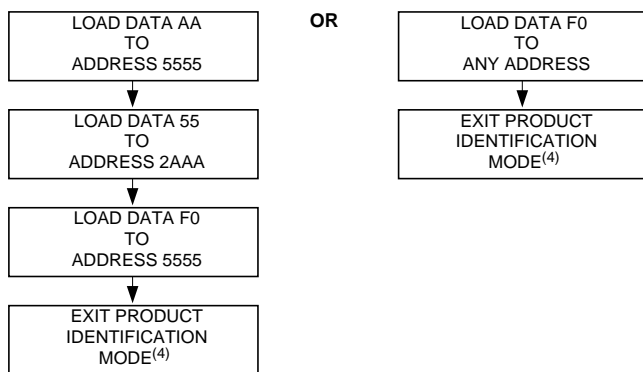 LOAD DATA AA
TO
ADDRESS 5555
LOAD DATA 55
TO
ADDRESS 2AAA
LOAD DATA F0
TO
ADDRESS 5555
EXIT PRODUCT
IDENTIFICATION
MODE(4)
OR
LOAD DATA F0
TO
ANY ADDRESS
EXIT PRODUCT
IDENTIFICATION
MODE(4)